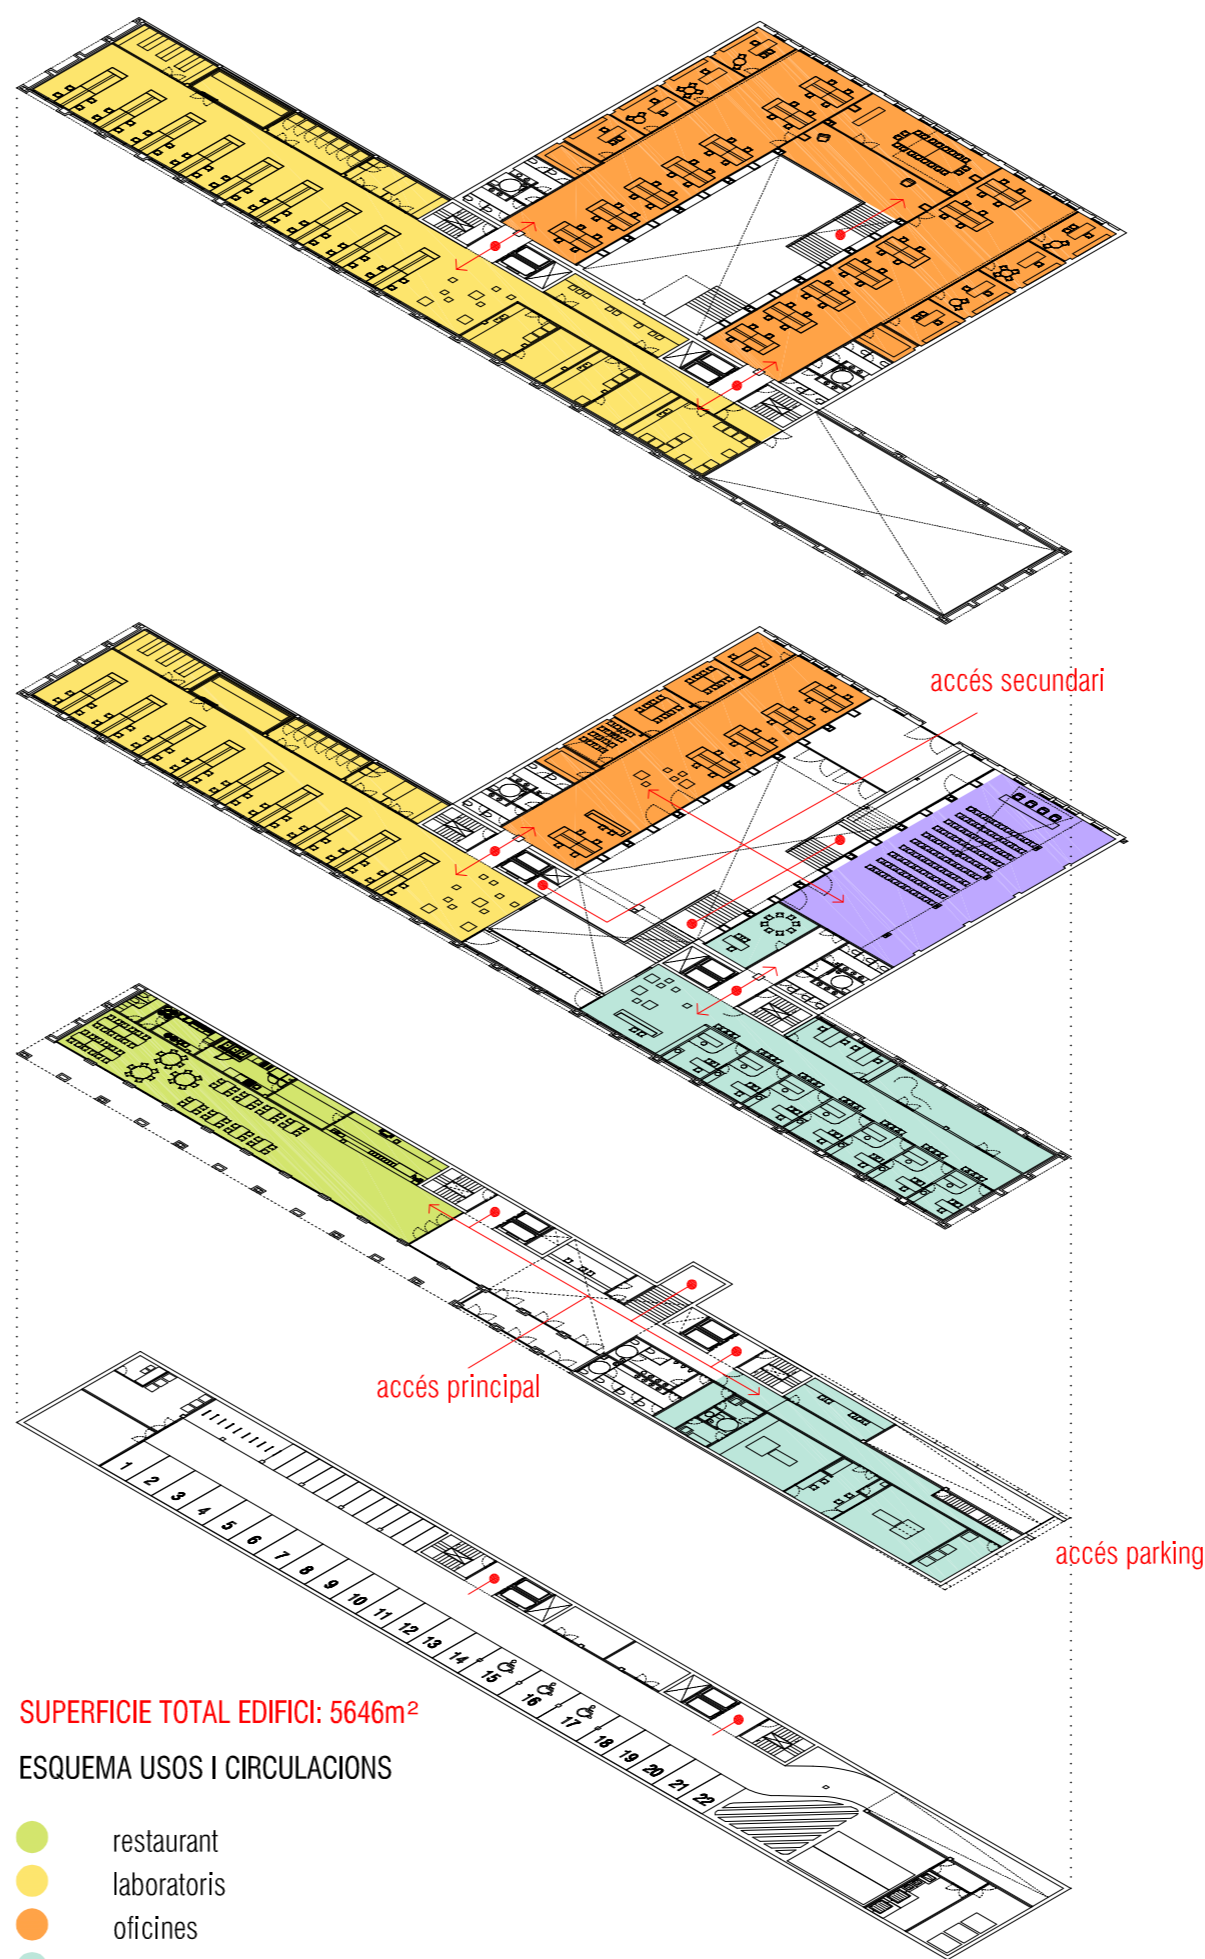 accés secundari
accés principal
accés parking
1
2
3
4
5
6
7
8
9
10
11
12
13
14
15
16
17
18
19
20
21
22
SUPERFICIE TOTAL EDIFICI: 5646m²
ESQUEMA USOS I CIRCULACIONS
restaurant
laboratoris
oficines